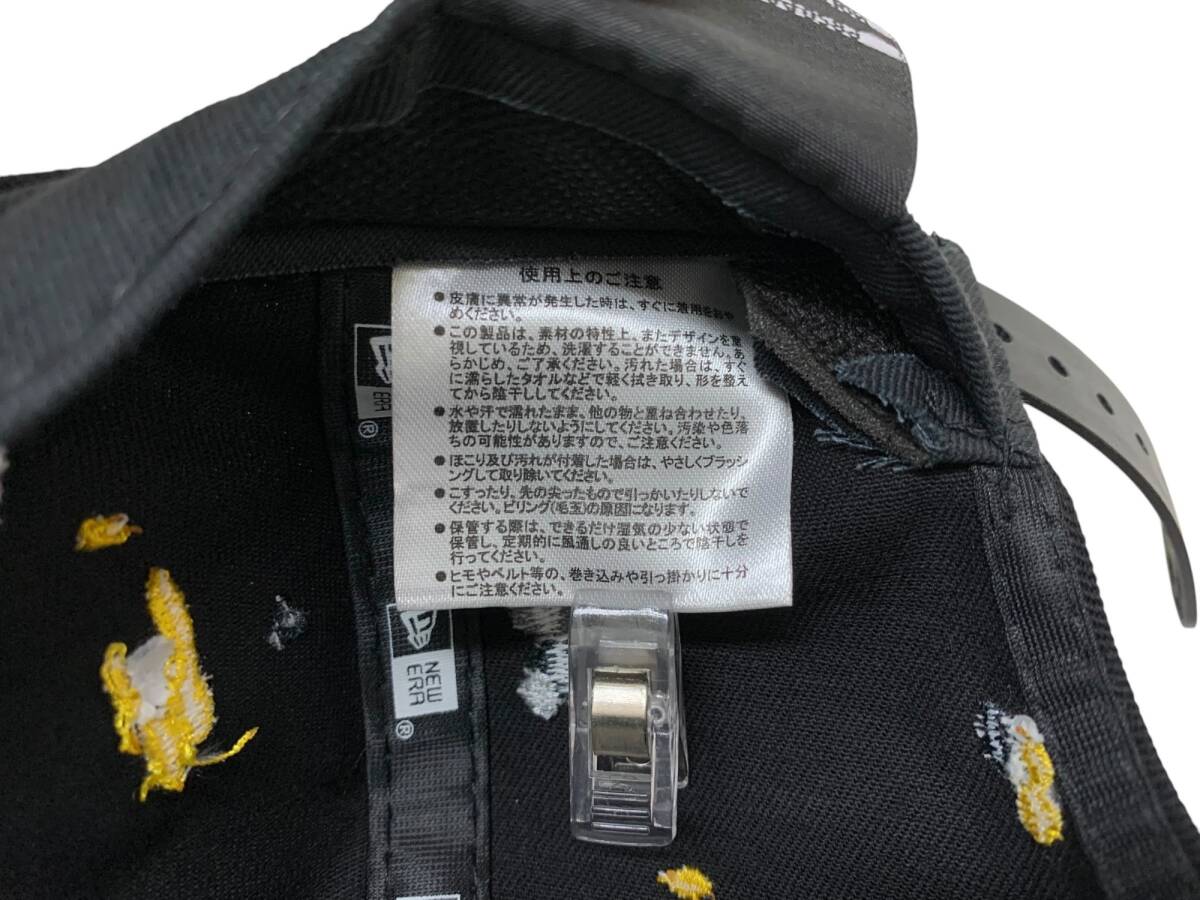 使用上のご注意
●皮膚に異常が発生した時は、すぐに着用をおや
めください。
●この製品は、素材の特性上、またデザインを重
視しているため、洗濯することができません。あ
らかじめ、ご了承ください。汚れた場合は、すぐ
に濡らしたタオルなどで軽く拭き取り、形を整え
てから陰干ししてください。
●水や汗で濡れたまま、他の物と重ね合わせたり、
放置したりしないようにしてください。汚染や色落
ちの可能性がありますので、ご注意ください。
●ほこり及び汚れが付着した場合は、やさしくブラッシ
ングして取り除いてください。
●こすったり、先の尖ったもので引っかいたりしないで
ください。ピリング(毛玉)の原因になります。
●保管する際は、できるだけ湿気の少ない状態で
保管し、定期的に風通しの良いところで陰干しを
行ってください。
●ヒモやベルト等の、巻き込みや引っ掛かりに十分
にご注意ください。
ERA
®
NEW
ERA
®